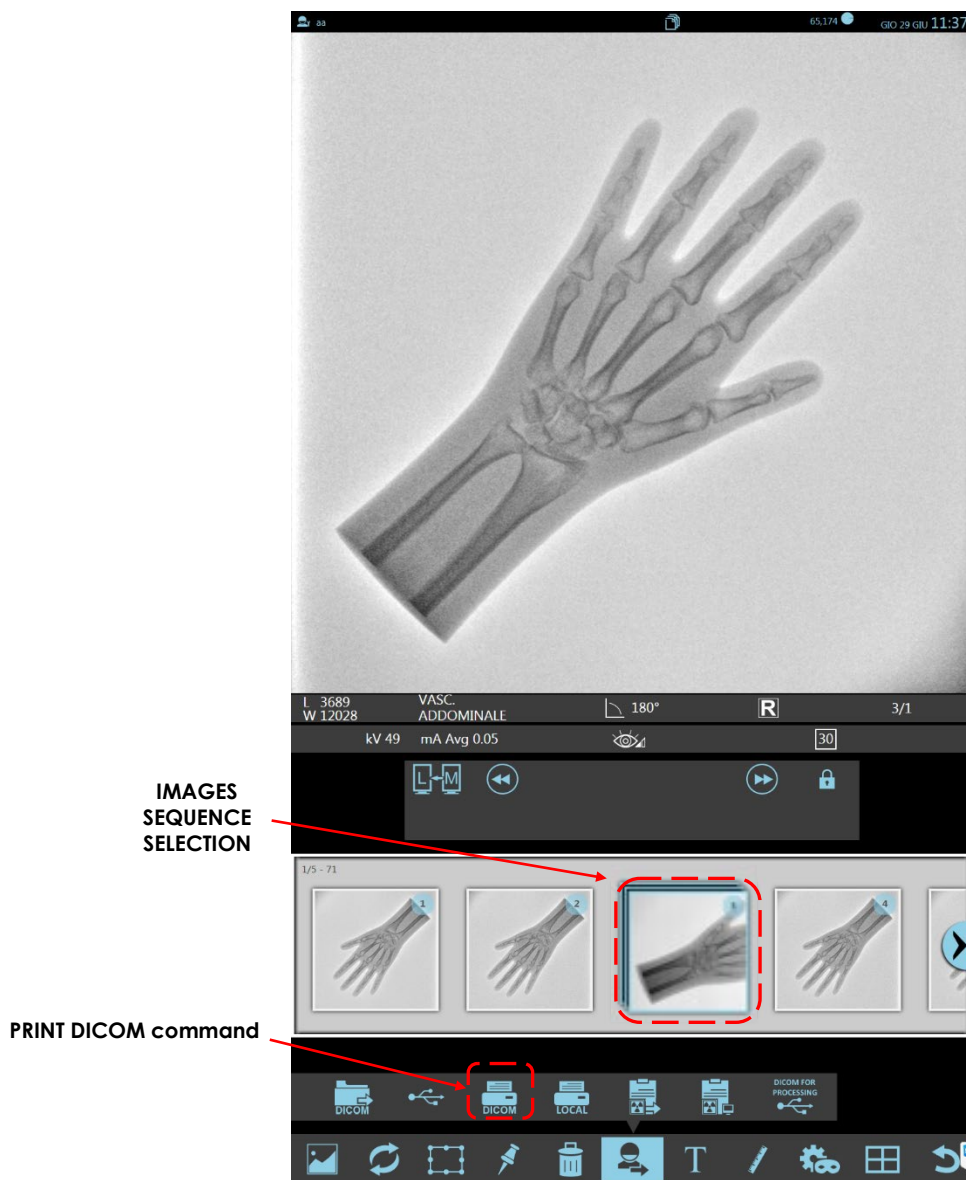 aa
65,174
GIO 29 GIU 11:37
L 3689
W 12028
VASC.
ADDOMINALE
180°
R
3/1
kV 49
mA Avg 0.05
30
L M
IMAGES
SEQUENCE
SELECTION
1/5 - 71
1
2
3
4
PRINT DICOM command
DICOM
DICOM
LOCAL
DICOM FOR
PROCESSING
T